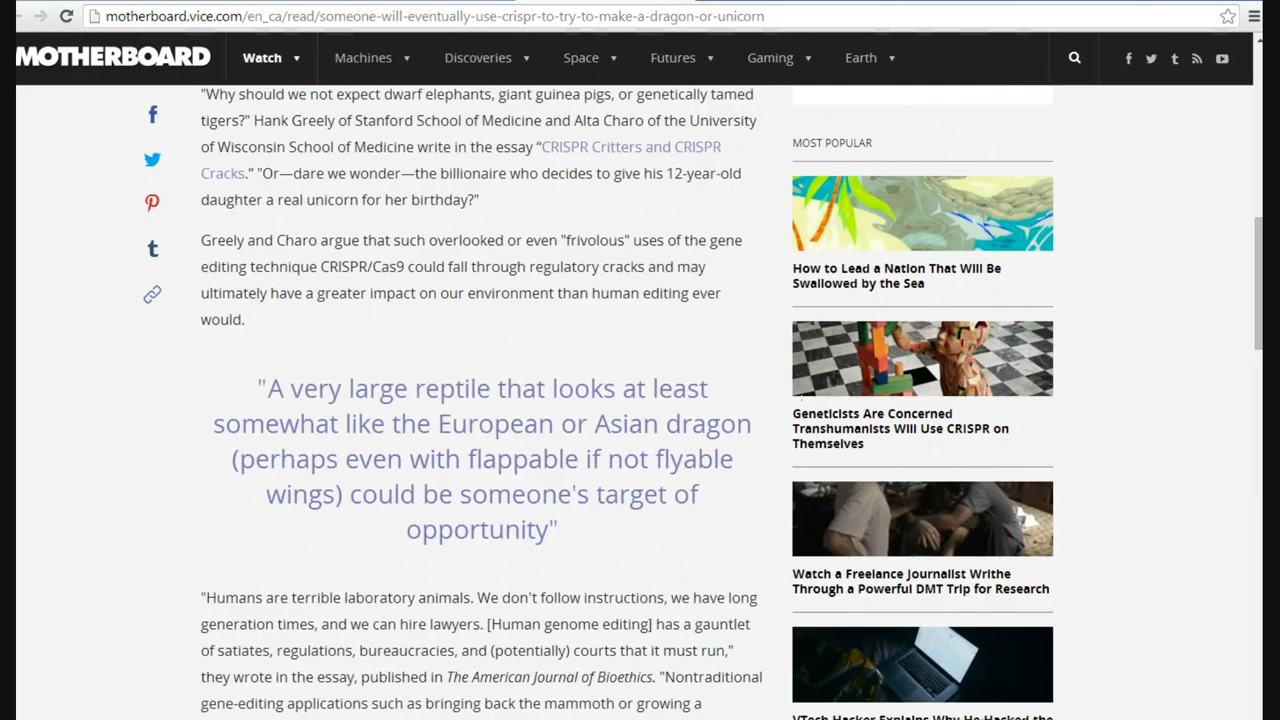 motherboard.vice.com/en_ca/read/someone-will-eventually-use-crispr-to-try-to-make-a-dragon-or-unicorn
MOTHERBOARD
Watch
Machines
Discoveries
Space
Futures
Gaming
Earth
"Why should we not expect dwarf elephants, giant guinea pigs, or genetically tamed
tigers?" Hank Greely of Stanford School of Medicine and Alta Charo of the University
of Wisconsin School of Medicine write in the essay “CRISPR Critters and CRISPR
Cracks.” "Or—dare we wonder—the billionaire who decides to give his 12-year-old
daughter a real unicorn for her birthday?"
Greely and Charo argue that such overlooked or even "frivolous" uses of the gene
editing technique CRISPR/Cas9 could fall through regulatory cracks and may
ultimately have a greater impact on our environment than human editing ever
would.
"A very large reptile that looks at least
somewhat like the European or Asian dragon
(perhaps even with flappable if not flyable
wings) could be someone's target of
opportunity"
"Humans are terrible laboratory animals. We don't follow instructions, we have long
generation times, and we can hire lawyers. [Human genome editing] has a gauntlet
of satiates, regulations, bureaucracies, and (potentially) courts that it must run,"
they wrote in the essay, published in The American Journal of Bioethics. "Nontraditional
gene-editing applications such as bringing back the mammoth or growing a
MOST POPULAR
How to Lead a Nation That Will Be
Swallowed by the Sea
Geneticists Are Concerned
Transhumanists Will Use CRISPR on
Themselves
Watch a Freelance Journalist Writhe
Through a Powerful DMT Trip for Research
VTech Hacker Explains Why He Hacked the